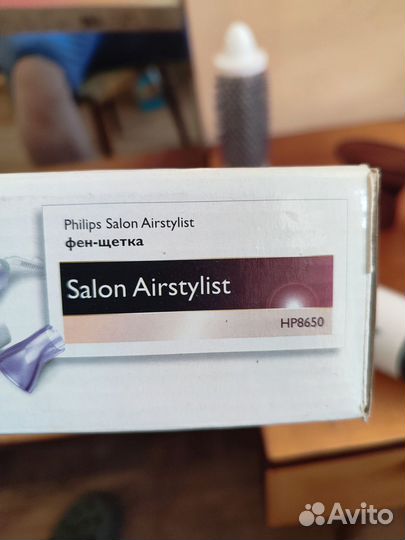 Philips Salon Airstylist
фен-щетка
Salon Airstylist
HP8650
Avito